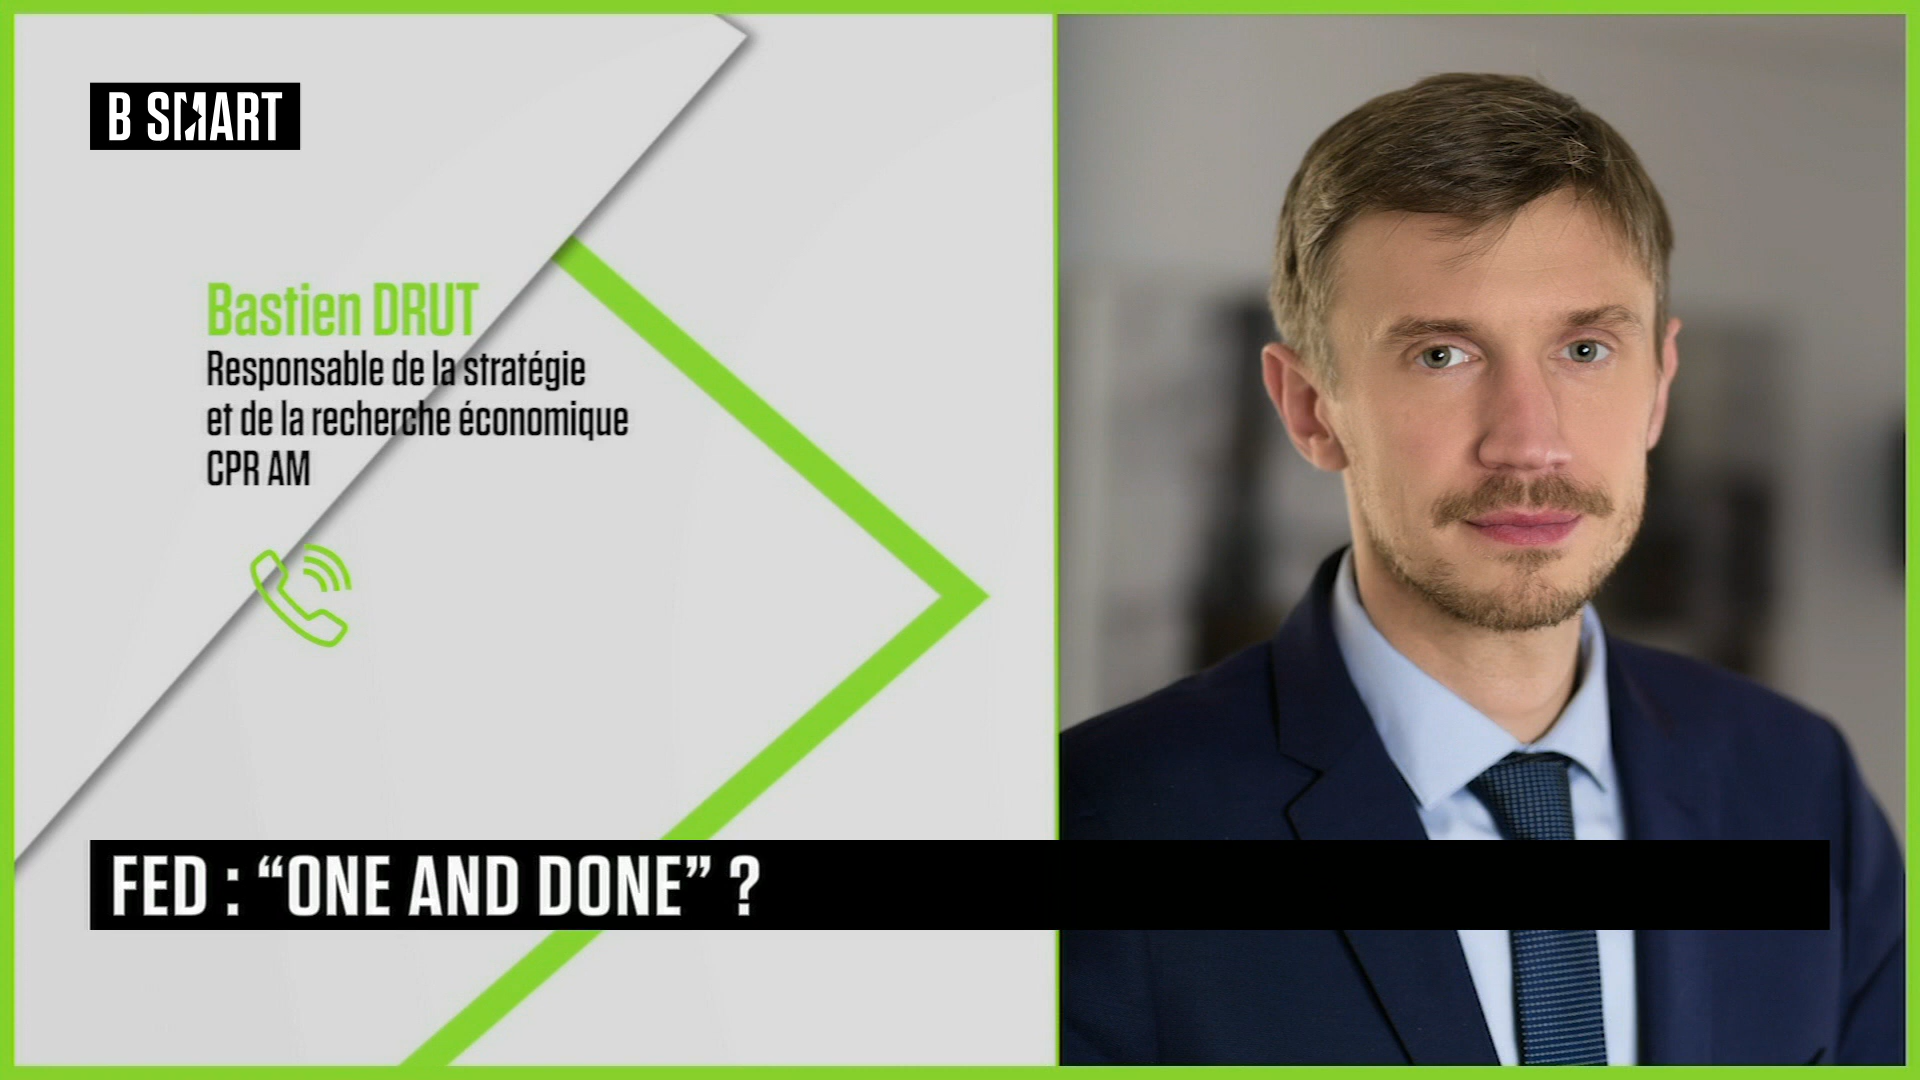 B SMART
Bastien DRUT
Responsable de la stratégie
et de la recherche économique
CPR AM
FED : “ONE AND DONE” ?